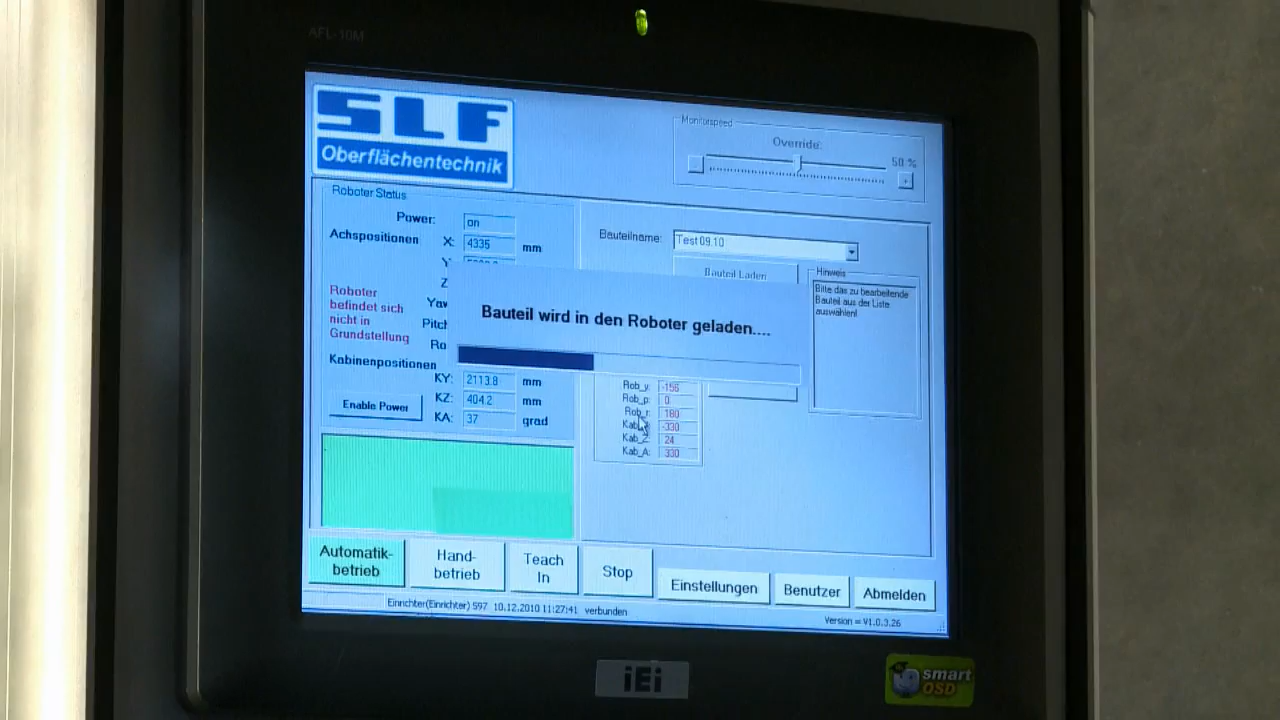 AFL-10M
SLF
Oberflächentechnik
Monitorspeed
Override:
50 %
-
+
Roboter Status
Power: on
Achspositionen X: 4335 mm
Y:
Z
Roboter
befindet sich
nicht in
Grundstellung
Yaw
Pitch
Ro
Kabinenpositionen
KY: 2113.8 mm
KZ: 404.2 mm
KA: 37 grad
Enable Power
Bauteilname: Test 09.10
Bauteil Laden
Hinweis
Bitte das zu bearbeitende
Bauteil aus der Liste
auswählen!
Bauteil wird in den Roboter geladen....
Rob_y: -156
Rob_p: 0
Rob_r: 180
Kab_ -330
Kab_Z: 24
Kab_A: 330
Automatik-
betrieb
Hand-
betrieb
Teach
In
Stop
Einstellungen
Benutzer
Abmelden
Einrichter(Einrichter) 597 10.12.2010 11:27:41 verbunden
Version = V1.0.3.26
iEi
smart
OSD